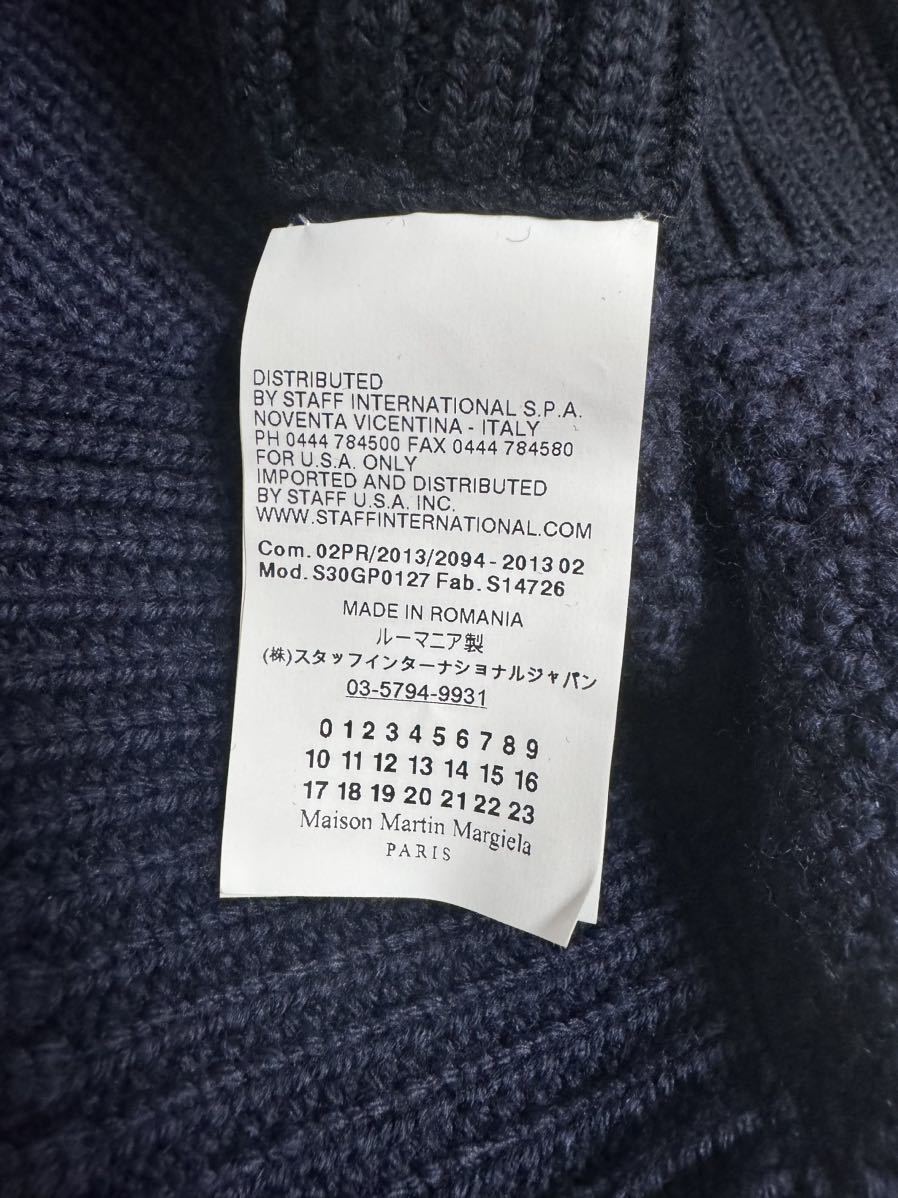 DISTRIBUTED
BY STAFF INTERNATIONAL S.P.A.
NOVENTA VICENTINA - ITALY
PH 0444 784500 FAX 0444 784580
FOR U.S.A. ONLY
IMPORTED AND DISTRIBUTED
BY STAFF U.S.A. INC.
WWW.STAFFINTERNATIONAL.COM
Com. 02PR/2013/2094 - 2013 02
Mod. S30GP0127 Fab. S14726
MADE IN ROMANIA
ルーマニア製
(株)スタッフインターナショナルジャパン
03-5794-9931
0 1 2 3 4 5 6 7 8 9
10 11 12 13 14 15 16
17 18 19 20 21 22 23
Maison Martin Margiela
PARIS